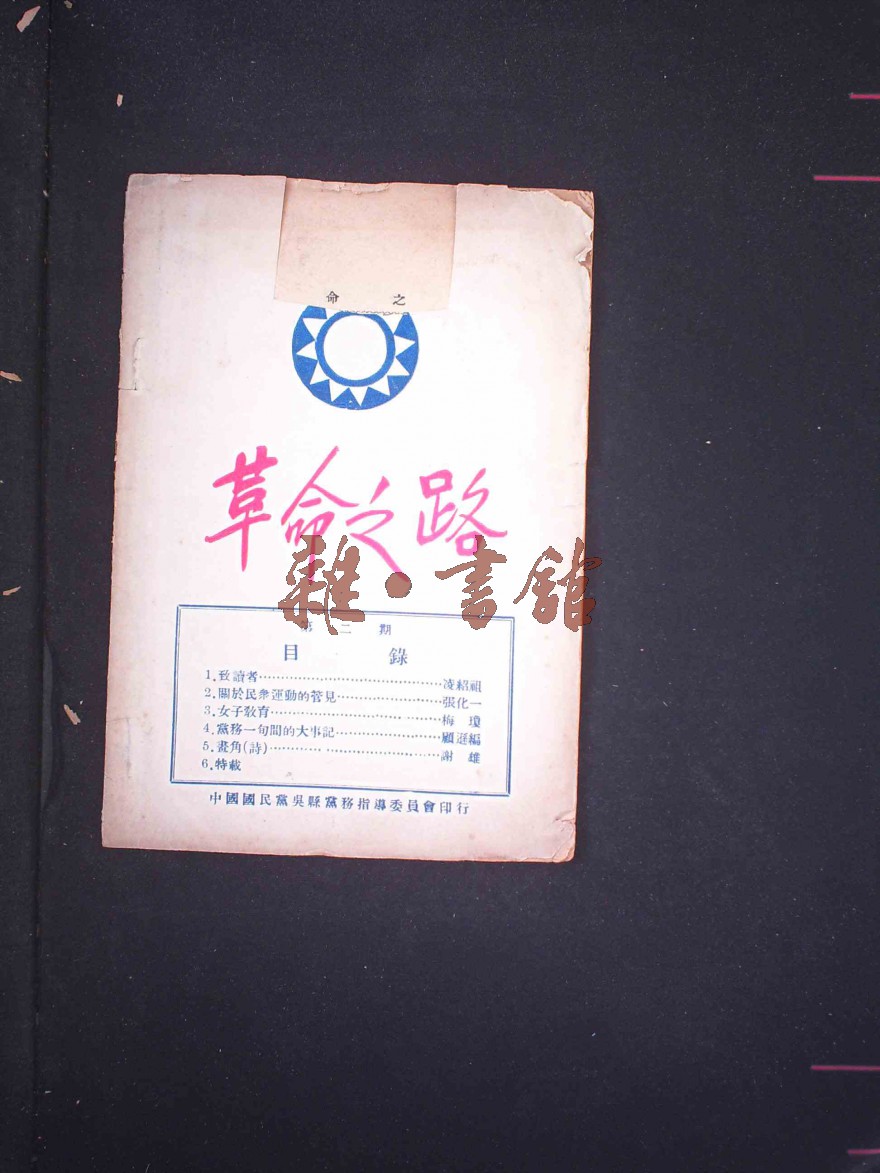 命 之
革命之路
雜·書館
第二期
目 錄
1.致讀者……………………………………凌紹祖
2.關於民衆運動的管見……………………張化一
3.女子敎育…………………………………梅 瓊
4.黨務一句間的大事記……………………顧遯編
5.畫角(詩)…………………………………謝 雄
6.特載
中國國民黨吳縣黨務指導委員會印行